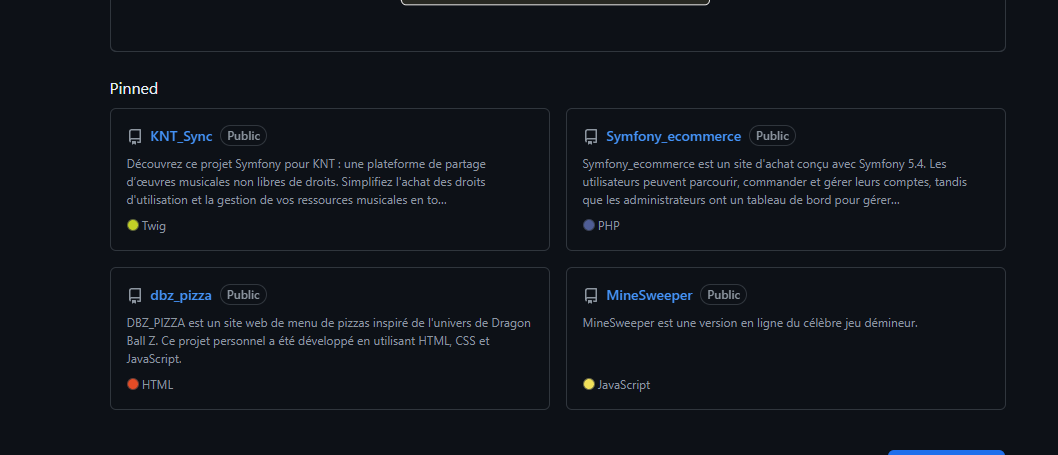 Pinned
KNT_Sync Public
Découvrez ce projet Symfony pour KNT : une plateforme de partage
d'œuvres musicales non libres de droits. Simplifiez l'achat des droits
d'utilisation et la gestion de vos ressources musicales en to...
Twig
Symfony_ecommerce Public
Symfony_ecommerce est un site d'achat conçu avec Symfony 5.4. Les
utilisateurs peuvent parcourir, commander et gérer leurs comptes, tandis
que les administrateurs ont un tableau de bord pour gérer...
PHP
dbz_pizza Public
DBZ_PIZZA est un site web de menu de pizzas inspiré de l'univers de Dragon
Ball Z. Ce projet personnel a été développé en utilisant HTML, CSS et
JavaScript.
HTML
MineSweeper Public
MineSweeper est une version en ligne du célèbre jeu démineur.
JavaScript